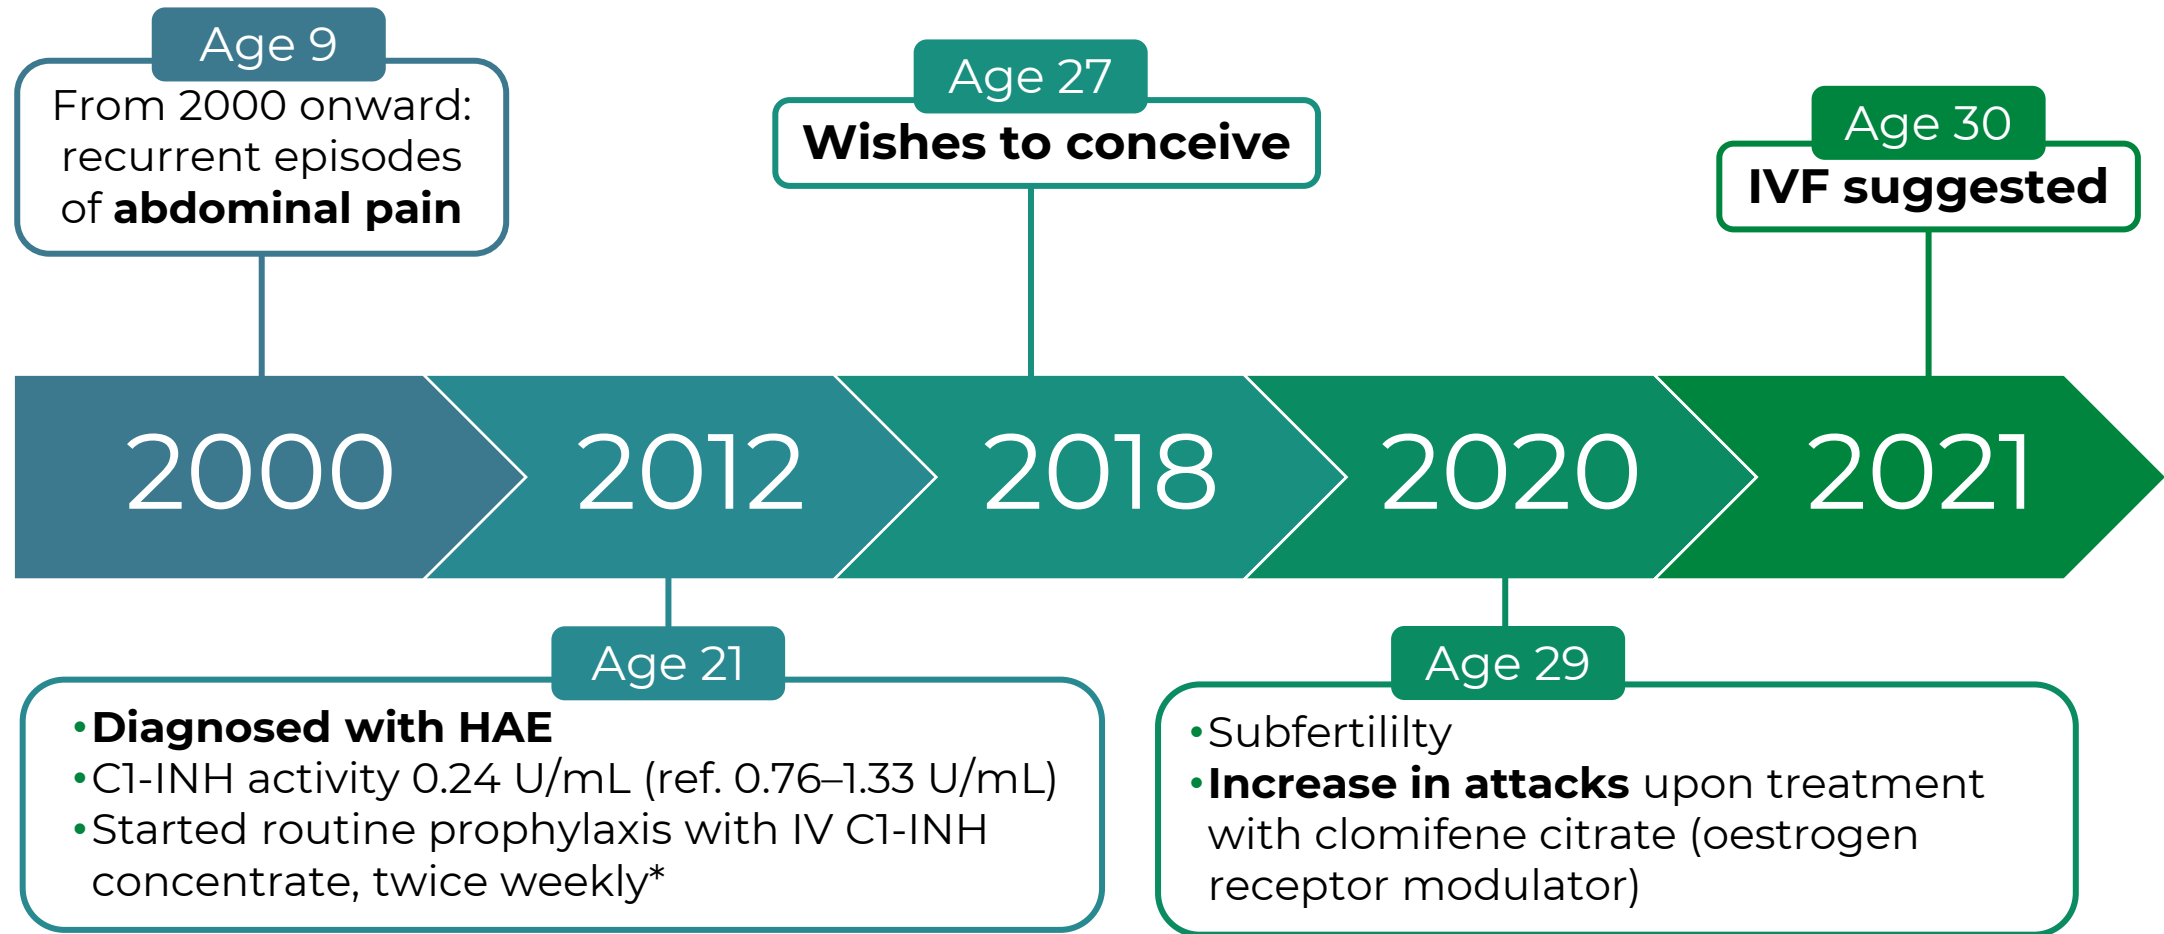 Age 9
From 2000 onward:
recurrent episodes
of abdominal pain
Age 27
Wishes to conceive
Age 30
IVF suggested
2000
2012
2018
2020
2021
Age 21
•Diagnosed with HAE
•C1-INH activity 0.24 U/mL (ref. 0.76–1.33 U/mL)
•Started routine prophylaxis with IV C1-INH
concentrate, twice weekly*
Age 29
•Subfertililty
•Increase in attacks upon treatment
with clomifene citrate (oestrogen
receptor modulator)